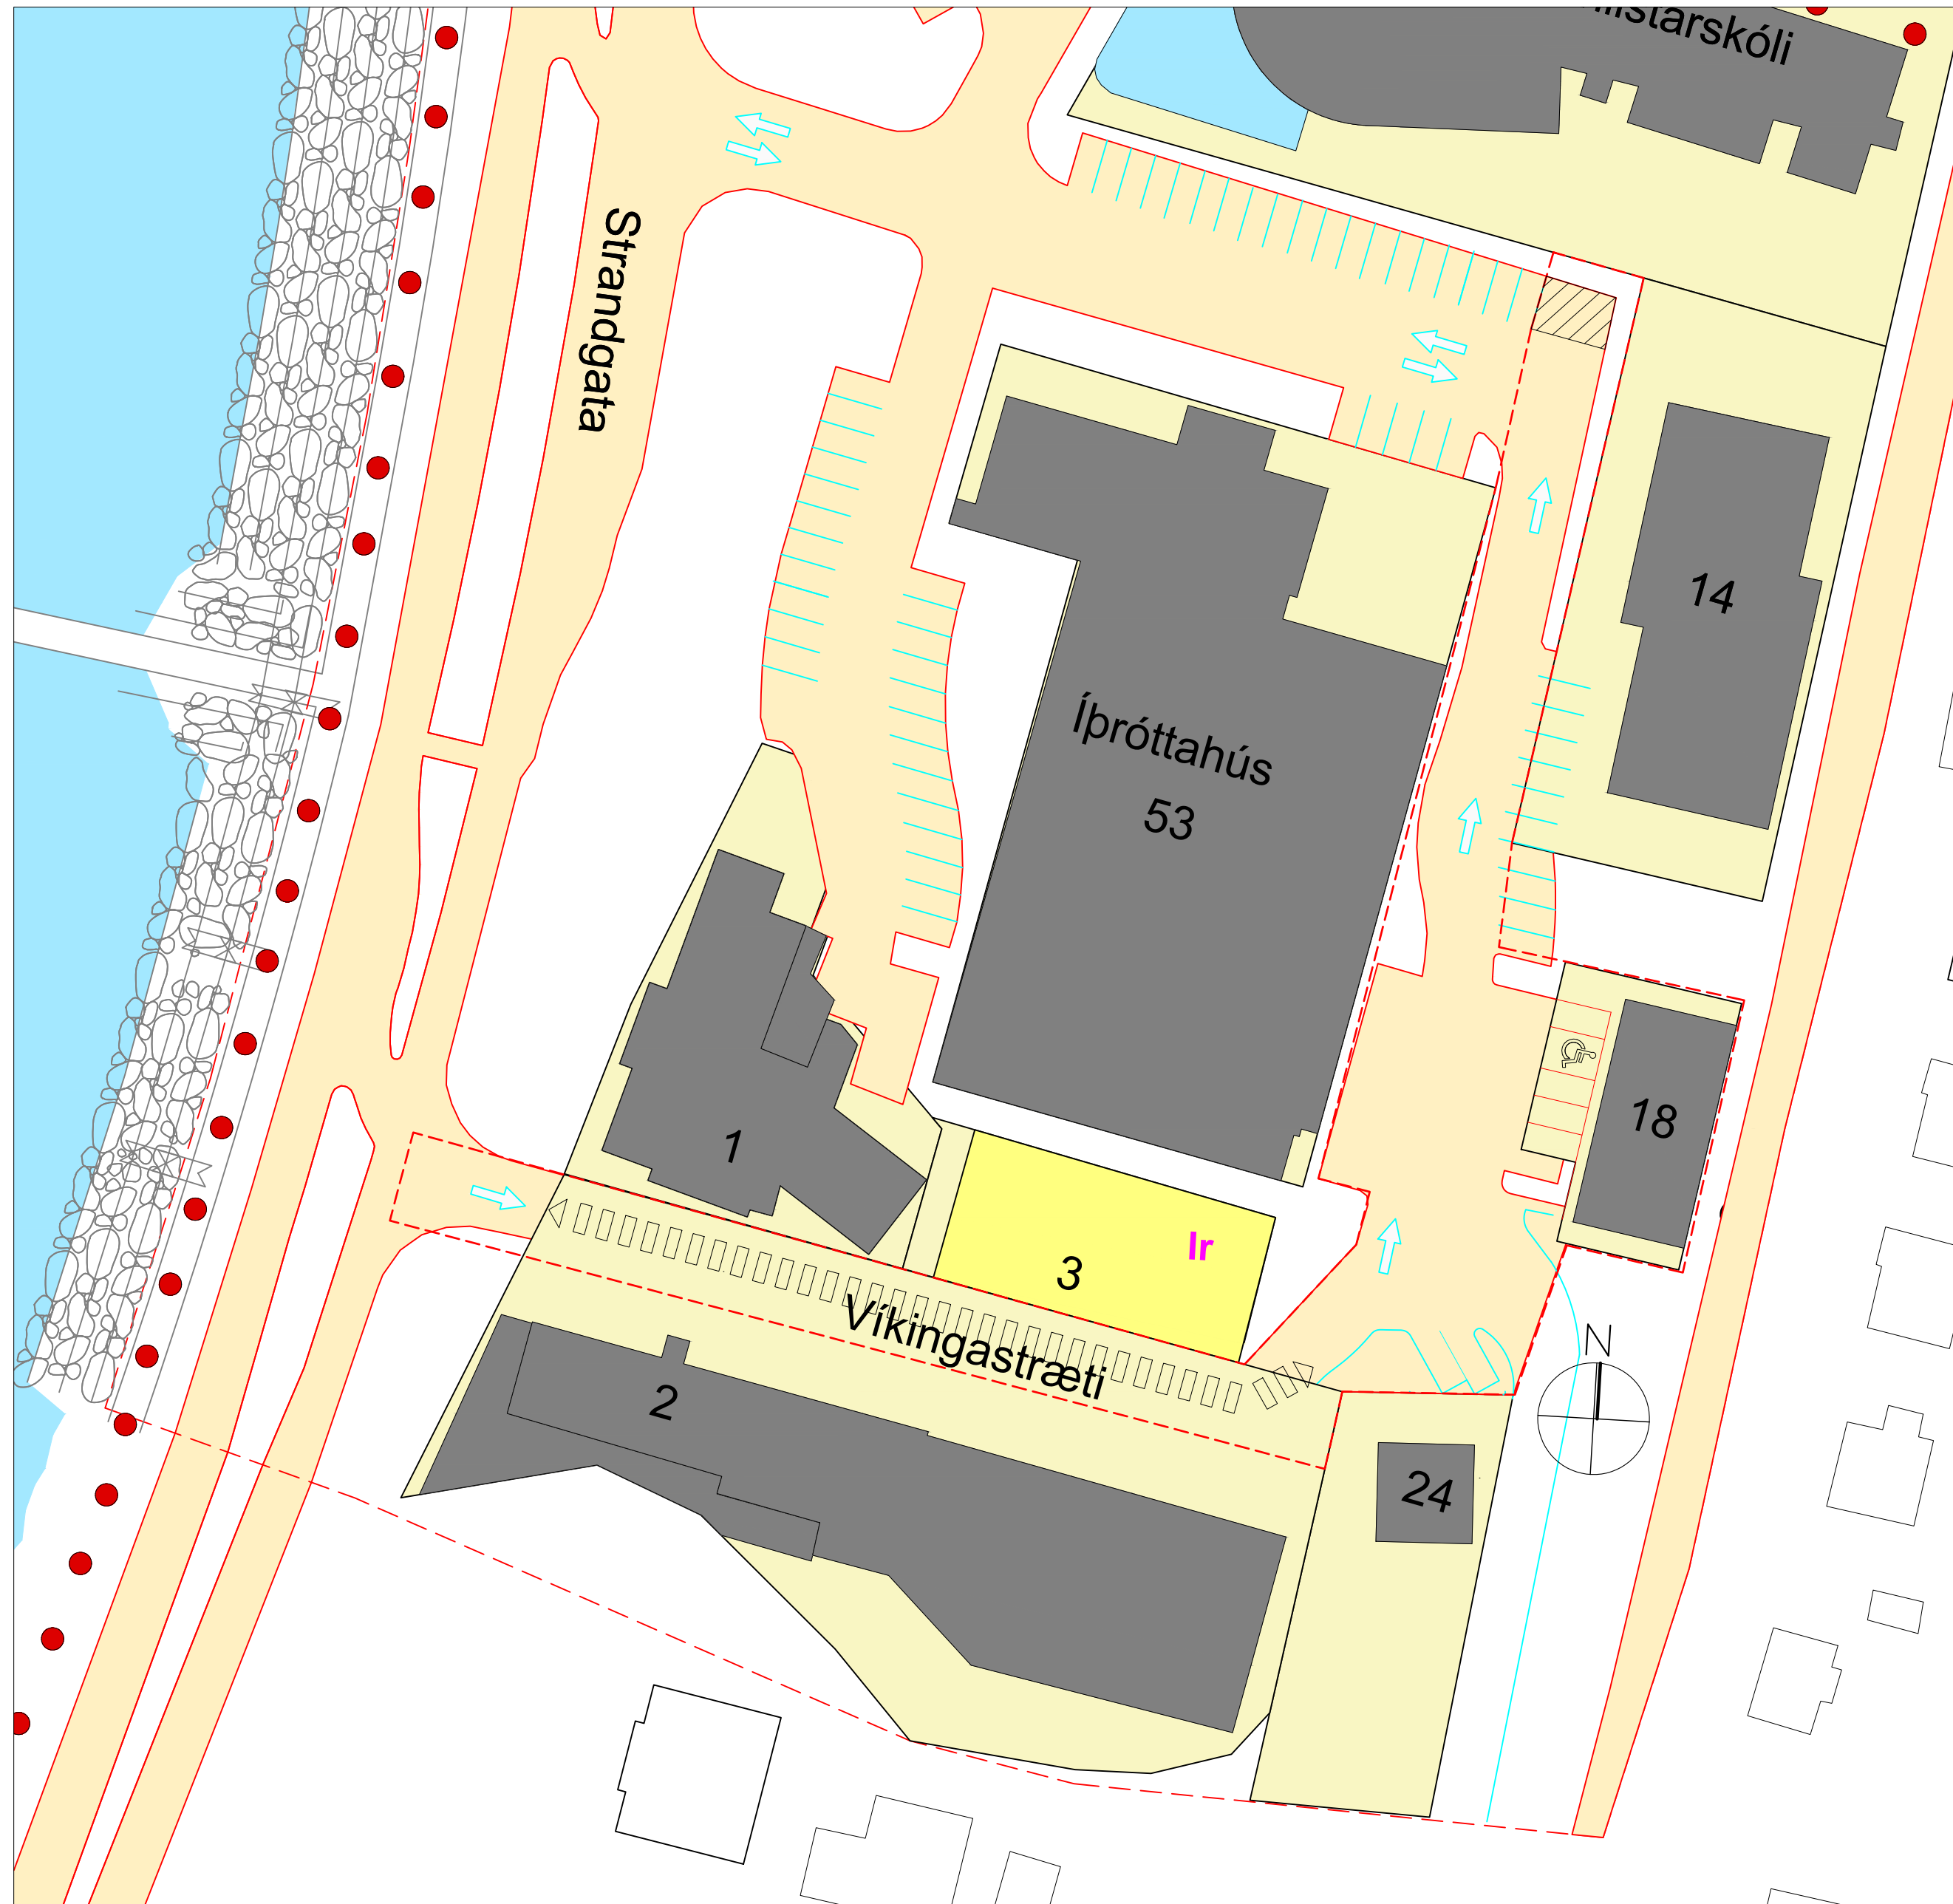 Strandgata
14
Íþróttahús
53
18
1
Ir
3
Víkingastræti
N
2
24